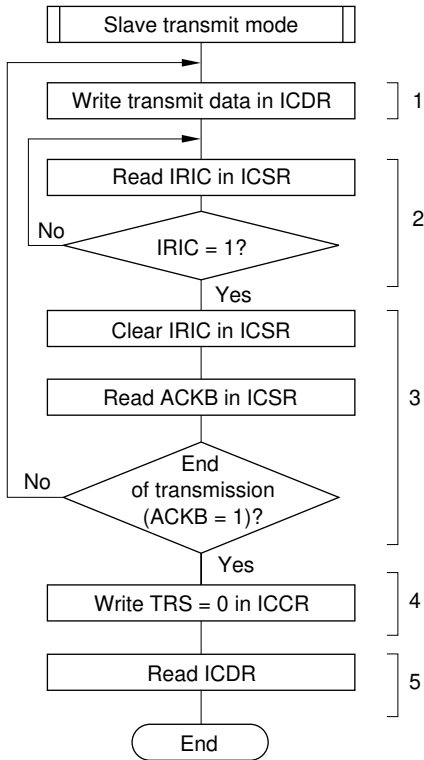 Slave transmit mode
Write transmit data in ICDR
1
Read IRIC in ICSR
2
No
IRIC = 1?
Yes
Clear IRIC in ICSR
3
Read ACKB in ICSR
End
of transmission
(ACKB = 1)?
No
Yes
Write TRS = 0 in ICCR
4
Read ICDR
5
End